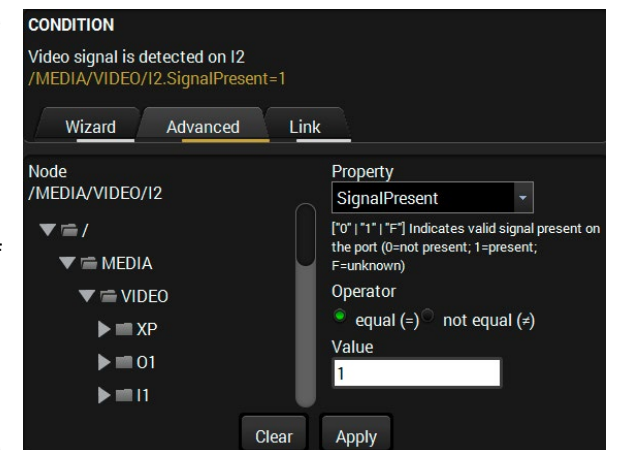 CONDITION
Video signal is detected on I2
/MEDIA/VIDEO/I2.SignalPresent=1
Wizard Advanced Link
Node
/MEDIA/VIDEO/I2
/
MEDIA
VIDEO
XP
O1
I1
Property
SignalPresent
["0" | "1" | "F"] Indicates valid signal present on
the port (0=not present; 1=present;
F=unknown)
Operator
equal (=) not equal (≠)
Value
1
Clear Apply